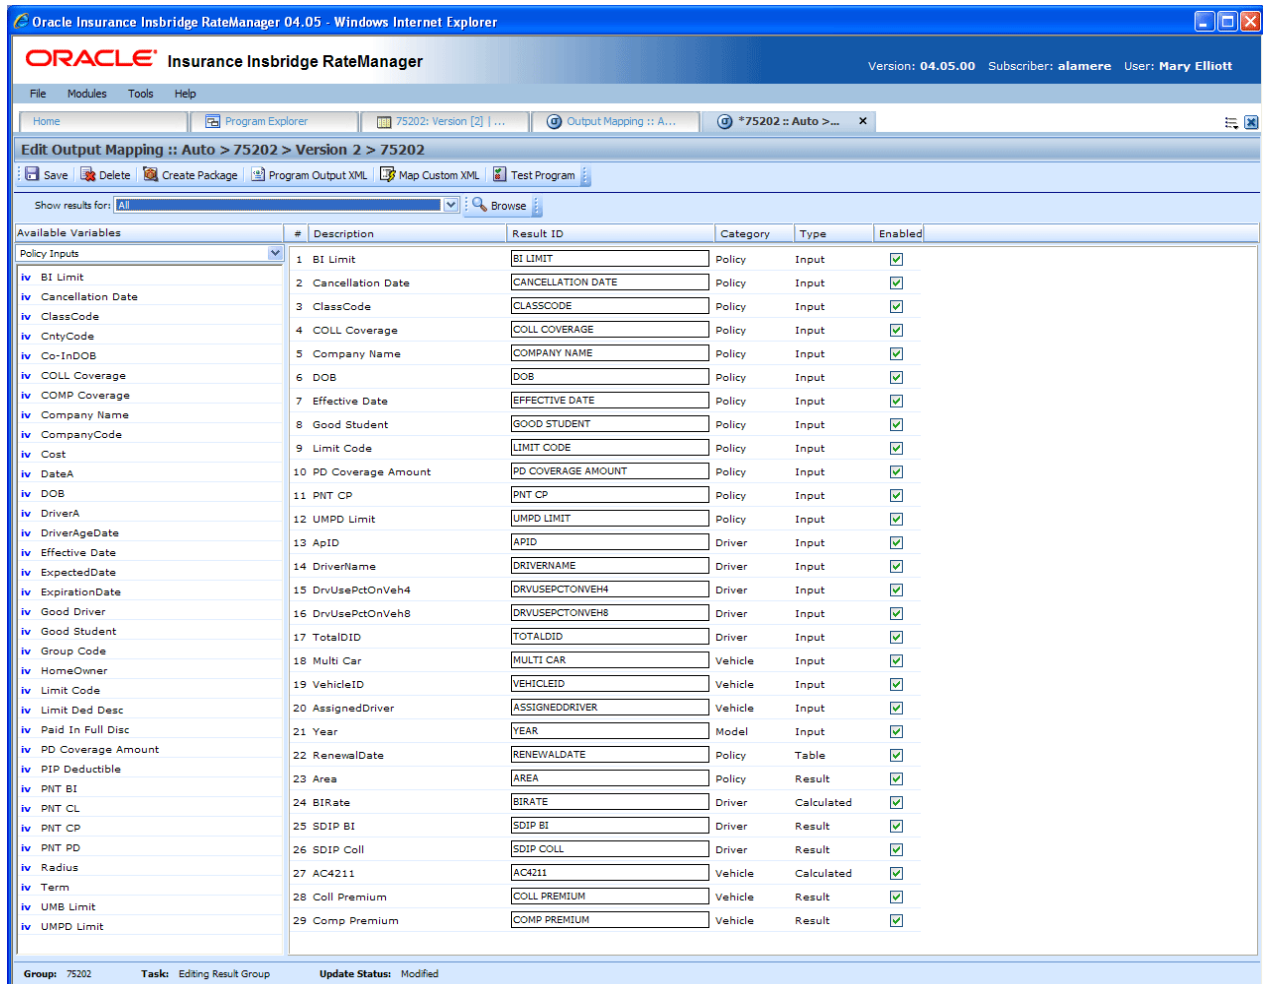 Oracle Insurance Insbridge RateManager 04.05 - Windows Internet Explorer
ORACLE Insurance Insbridge RateManager
Version: 04.05.00 Subscriber: alamere User: Mary Elliott
File Modules Tools Help
Home Program Explorer 75202: Version [2] | ... Output Mapping :: A... *75202 :: Auto >... x
Edit Output Mapping :: Auto > 75202 > Version 2 > 75202
Save Delete Create Package Program Output XML Map Custom XML Test Program
Show results for: All Browse
Available Variables
Policy Inputs
iv BI Limit
iv Cancellation Date
iv ClassCode
iv CntyCode
iv Co-InDOB
iv COLL Coverage
iv COMP Coverage
iv Company Name
iv CompanyCode
iv Cost
iv DateA
iv DOB
iv DriverA
iv DriverAgeDate
iv Effective Date
iv ExpectedDate
iv ExpirationDate
iv Good Driver
iv Good Student
iv Group Code
iv HomeOwner
iv Limit Code
iv Limit Ded Desc
iv Paid In Full Disc
iv PD Coverage Amount
iv PIP Deductible
iv PNT BI
iv PNT CL
iv PNT CP
iv PNT PD
iv Radius
iv Term
iv UMB Limit
iv UMPD Limit
# Description Result ID Category Type Enabled
1 BI Limit BI LIMIT Policy Input
2 Cancellation Date CANCELLATION DATE Policy Input
3 ClassCode CLASSCODE Policy Input
4 COLL Coverage COLL COVERAGE Policy Input
5 Company Name COMPANY NAME Policy Input
6 DOB DOB Policy Input
7 Effective Date EFFECTIVE DATE Policy Input
8 Good Student GOOD STUDENT Policy Input
9 Limit Code LIMIT CODE Policy Input
10 PD Coverage Amount PD COVERAGE AMOUNT Policy Input
11 PNT CP PNT CP Policy Input
12 UMPD Limit UMPD LIMIT Policy Input
13 ApID APID Driver Input
14 DriverName DRIVERNAME Driver Input
15 DrvUsePctOnVeh4 DRVUSEPCTONVEH4 Driver Input
16 DrvUsePctOnVeh8 DRVUSEPCTONVEH8 Driver Input
17 TotalDID TOTALDID Driver Input
18 Multi Car MULTI CAR Vehicle Input
19 VehicleID VEHICLEID Vehicle Input
20 AssignedDriver ASSIGNEDDRIVER Vehicle Input
21 Year YEAR Model Input
22 RenewalDate RENEWALDATE Policy Table
23 Area AREA Policy Result
24 BIRate BIRATE Driver Calculated
25 SDIP BI SDIP BI Driver Result
26 SDIP Coll SDIP COLL Driver Result
27 AC4211 AC4211 Vehicle Calculated
28 Coll Premium COLL PREMIUM Vehicle Result
29 Comp Premium COMP PREMIUM Vehicle Result
Group: 75202 Task: Editing Result Group Update Status: Modified